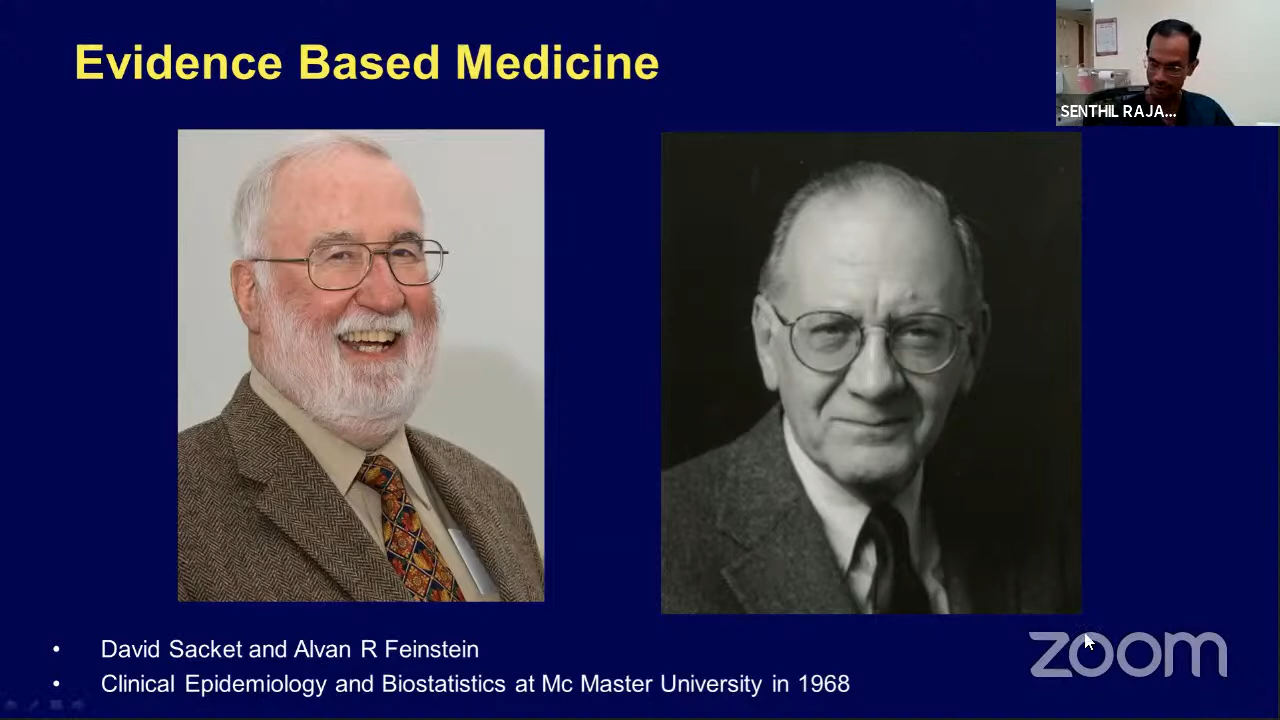 Evidence Based Medicine
SENTHIL RAJA...
• David Sacket and Alvan R Feinstein
• Clinical Epidemiology and Biostatistics at Mc Master University in 1968
zoom